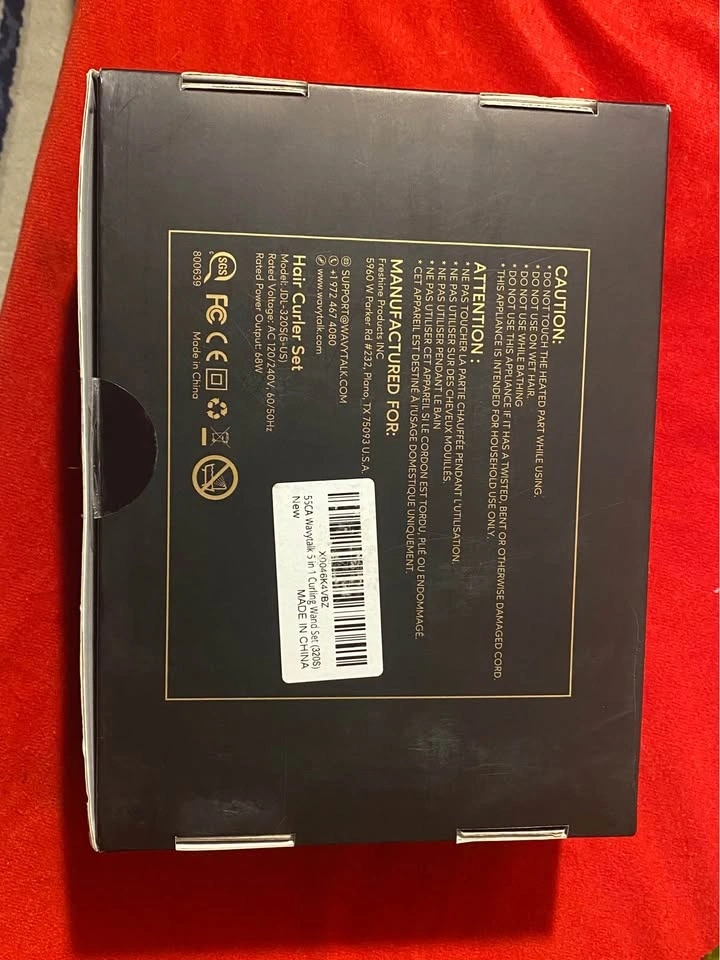 CAUTION:
* DO NOT TOUCH THE HEATED PART WHILE USING.
* DO NOT USE ON WET HAIR.
* DO NOT USE WHILE BATHING
* DO NOT USE THIS APPLIANCE IF IT HAS A TWISTED, BENT OR OTHERWISE DAMAGED CORD.
* THIS APPLIANCE IS INTENDED FOR HOUSEHOLD USE ONLY.
ATTENTION :
* NE PAS TOUCHER LA PARTIE CHAUFFÉE PENDANT L'UTILISATION.
* NE PAS UTILISER SUR DES CHEVEUX MOUILLÉS.
* NE PAS UTILISER PENDANT LE BAIN
* NE PAS UTILISER CET APPAREIL SI LE CORDON EST TORDU, PLIÉ OU ENDOMMAGÉ.
* CET APPAREIL EST DESTINÉ À L'USAGE DOMESTIQUE UNIQUEMENT.
MANUFACTURED FOR:
Freshine Products INC
5960 W Parker Rd #232, Plano, TX 75093 U.S.A.
SUPPORT@WAVYTALK.COM
+1 972 467 4080
www.wavytalk.com
Hair Curler Set
Model: JDL-320S(5+US)
Rated Voltage: AC120/240V, 60/50Hz
Rated Power Output: 68W
SGS FC CE
800639 Made in China
X0046K4VBZ
55CA Wavytalk 5 in 1 Curling Wand Set (320S)
New
MADE IN CHINA